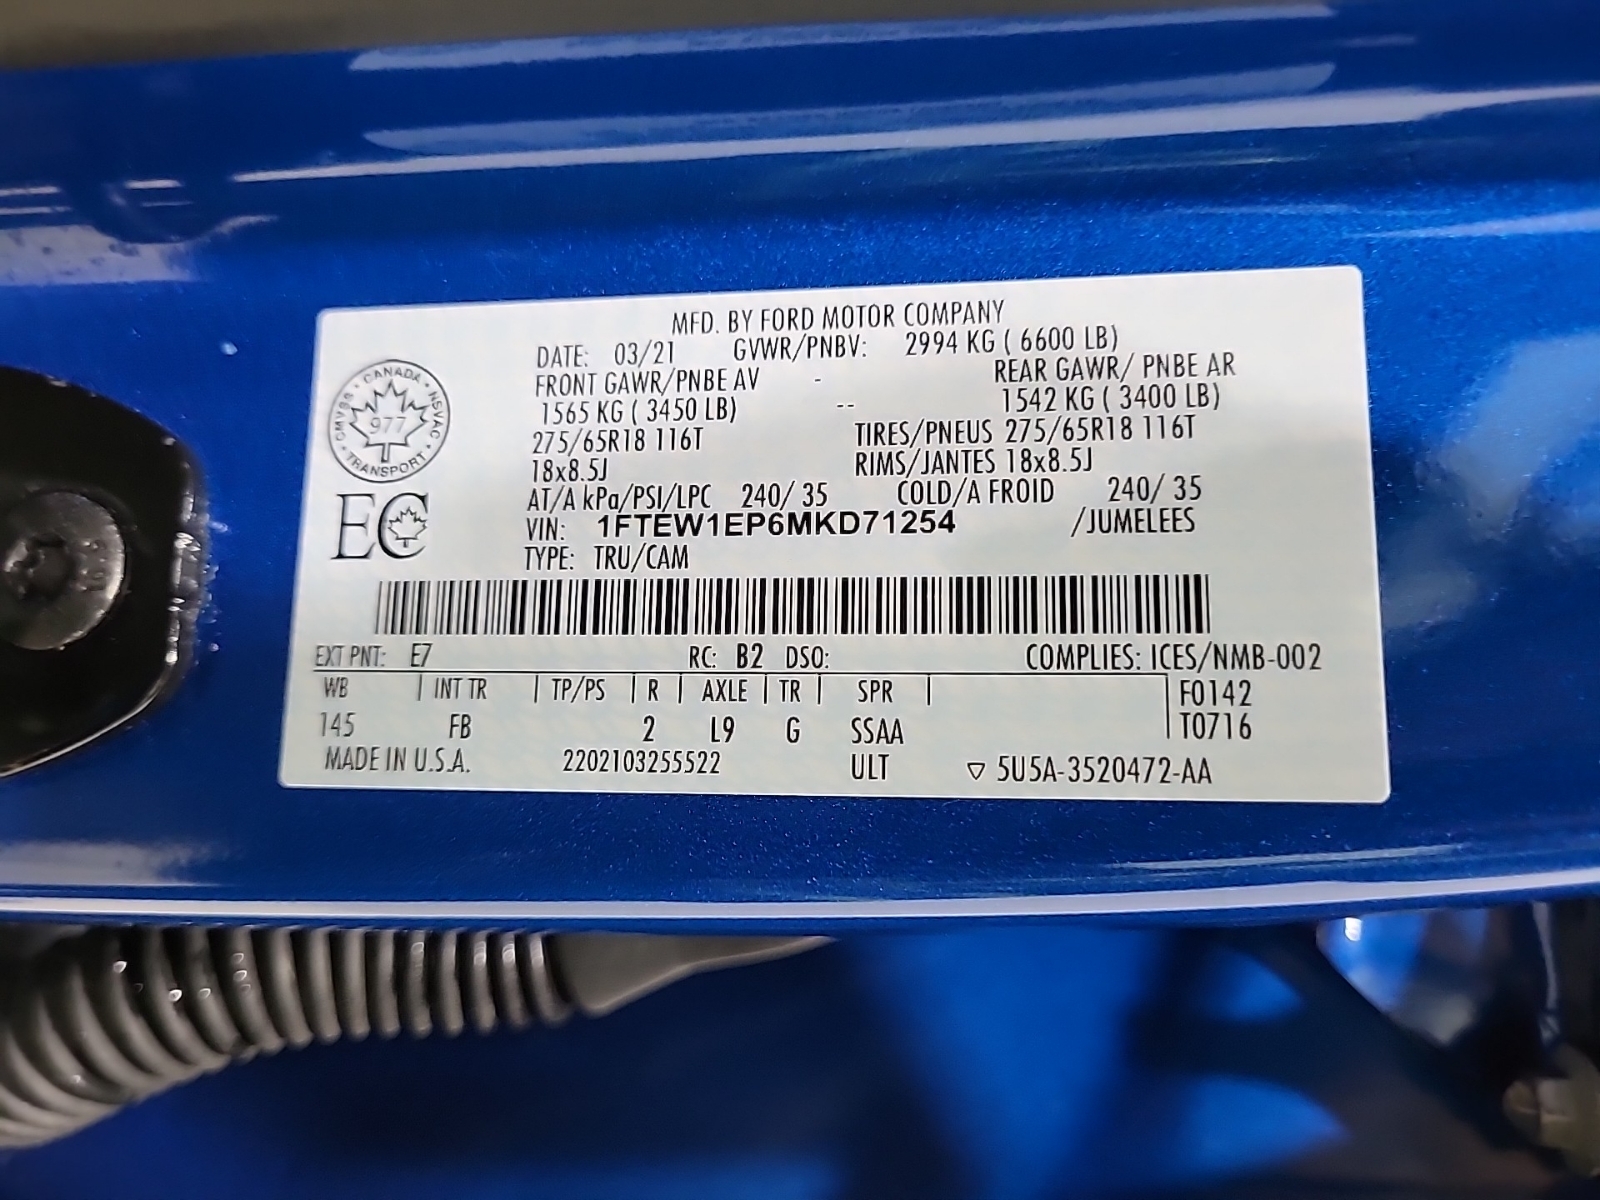 MFD. BY FORD MOTOR COMPANY
DATE: 03/21 GVWR/PNBV: 2994 KG ( 6600 LB)
FRONT GAWR/PNBE AV - REAR GAWR/ PNBE AR
1565 KG ( 3450 LB) -- 1542 KG ( 3400 LB)
275/65R18 116T TIRES/PNEUS 275/65R18 116T
18x8.5J RIMS/JANTES 18x8.5J
AT/A kPa/PSI/LPC 240/ 35 COLD/A FROID 240/ 35
VIN: 1FTEW1EP6MKD71254 /JUMELEES
TYPE: TRU/CAM
CANADA
CMVSS NSVAC
977
TRANSPORT
EC
EXT PNT: E7 RC: B2 DSO: COMPLIES: ICES/NMB-002
WB | INT TR | TP/PS | R | AXLE | TR | SPR | F0142
145 FB 2 L9 G SSAA T0716
MADE IN U.S.A. 2202103255522 ULT ▽ 5U5A-3520472-AA